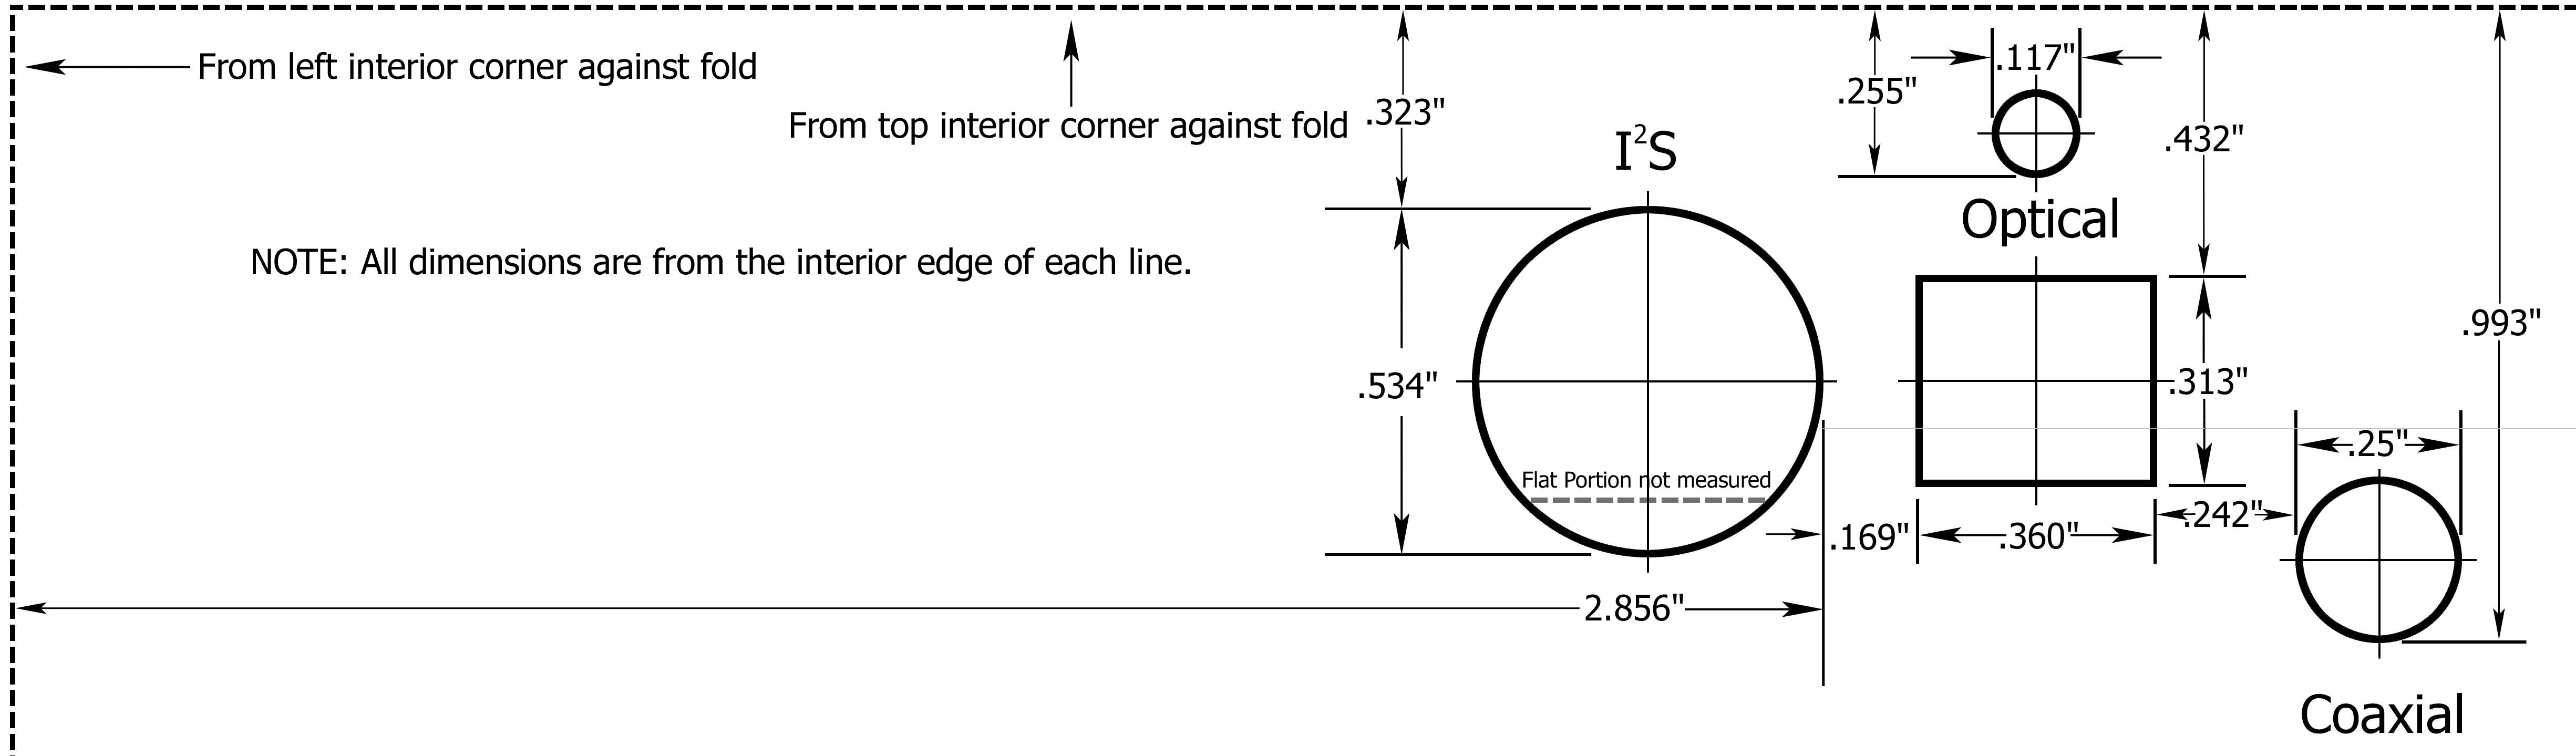 From left interior corner against fold
From top interior corner against fold
NOTE: All dimensions are from the interior edge of each line.
.323"
.534"
I²S
Flat Portion not measured
2.856"
.169"
.255"
.117"
Optical
.432"
.313"
.360"
.242"
.25"
.993"
Coaxial